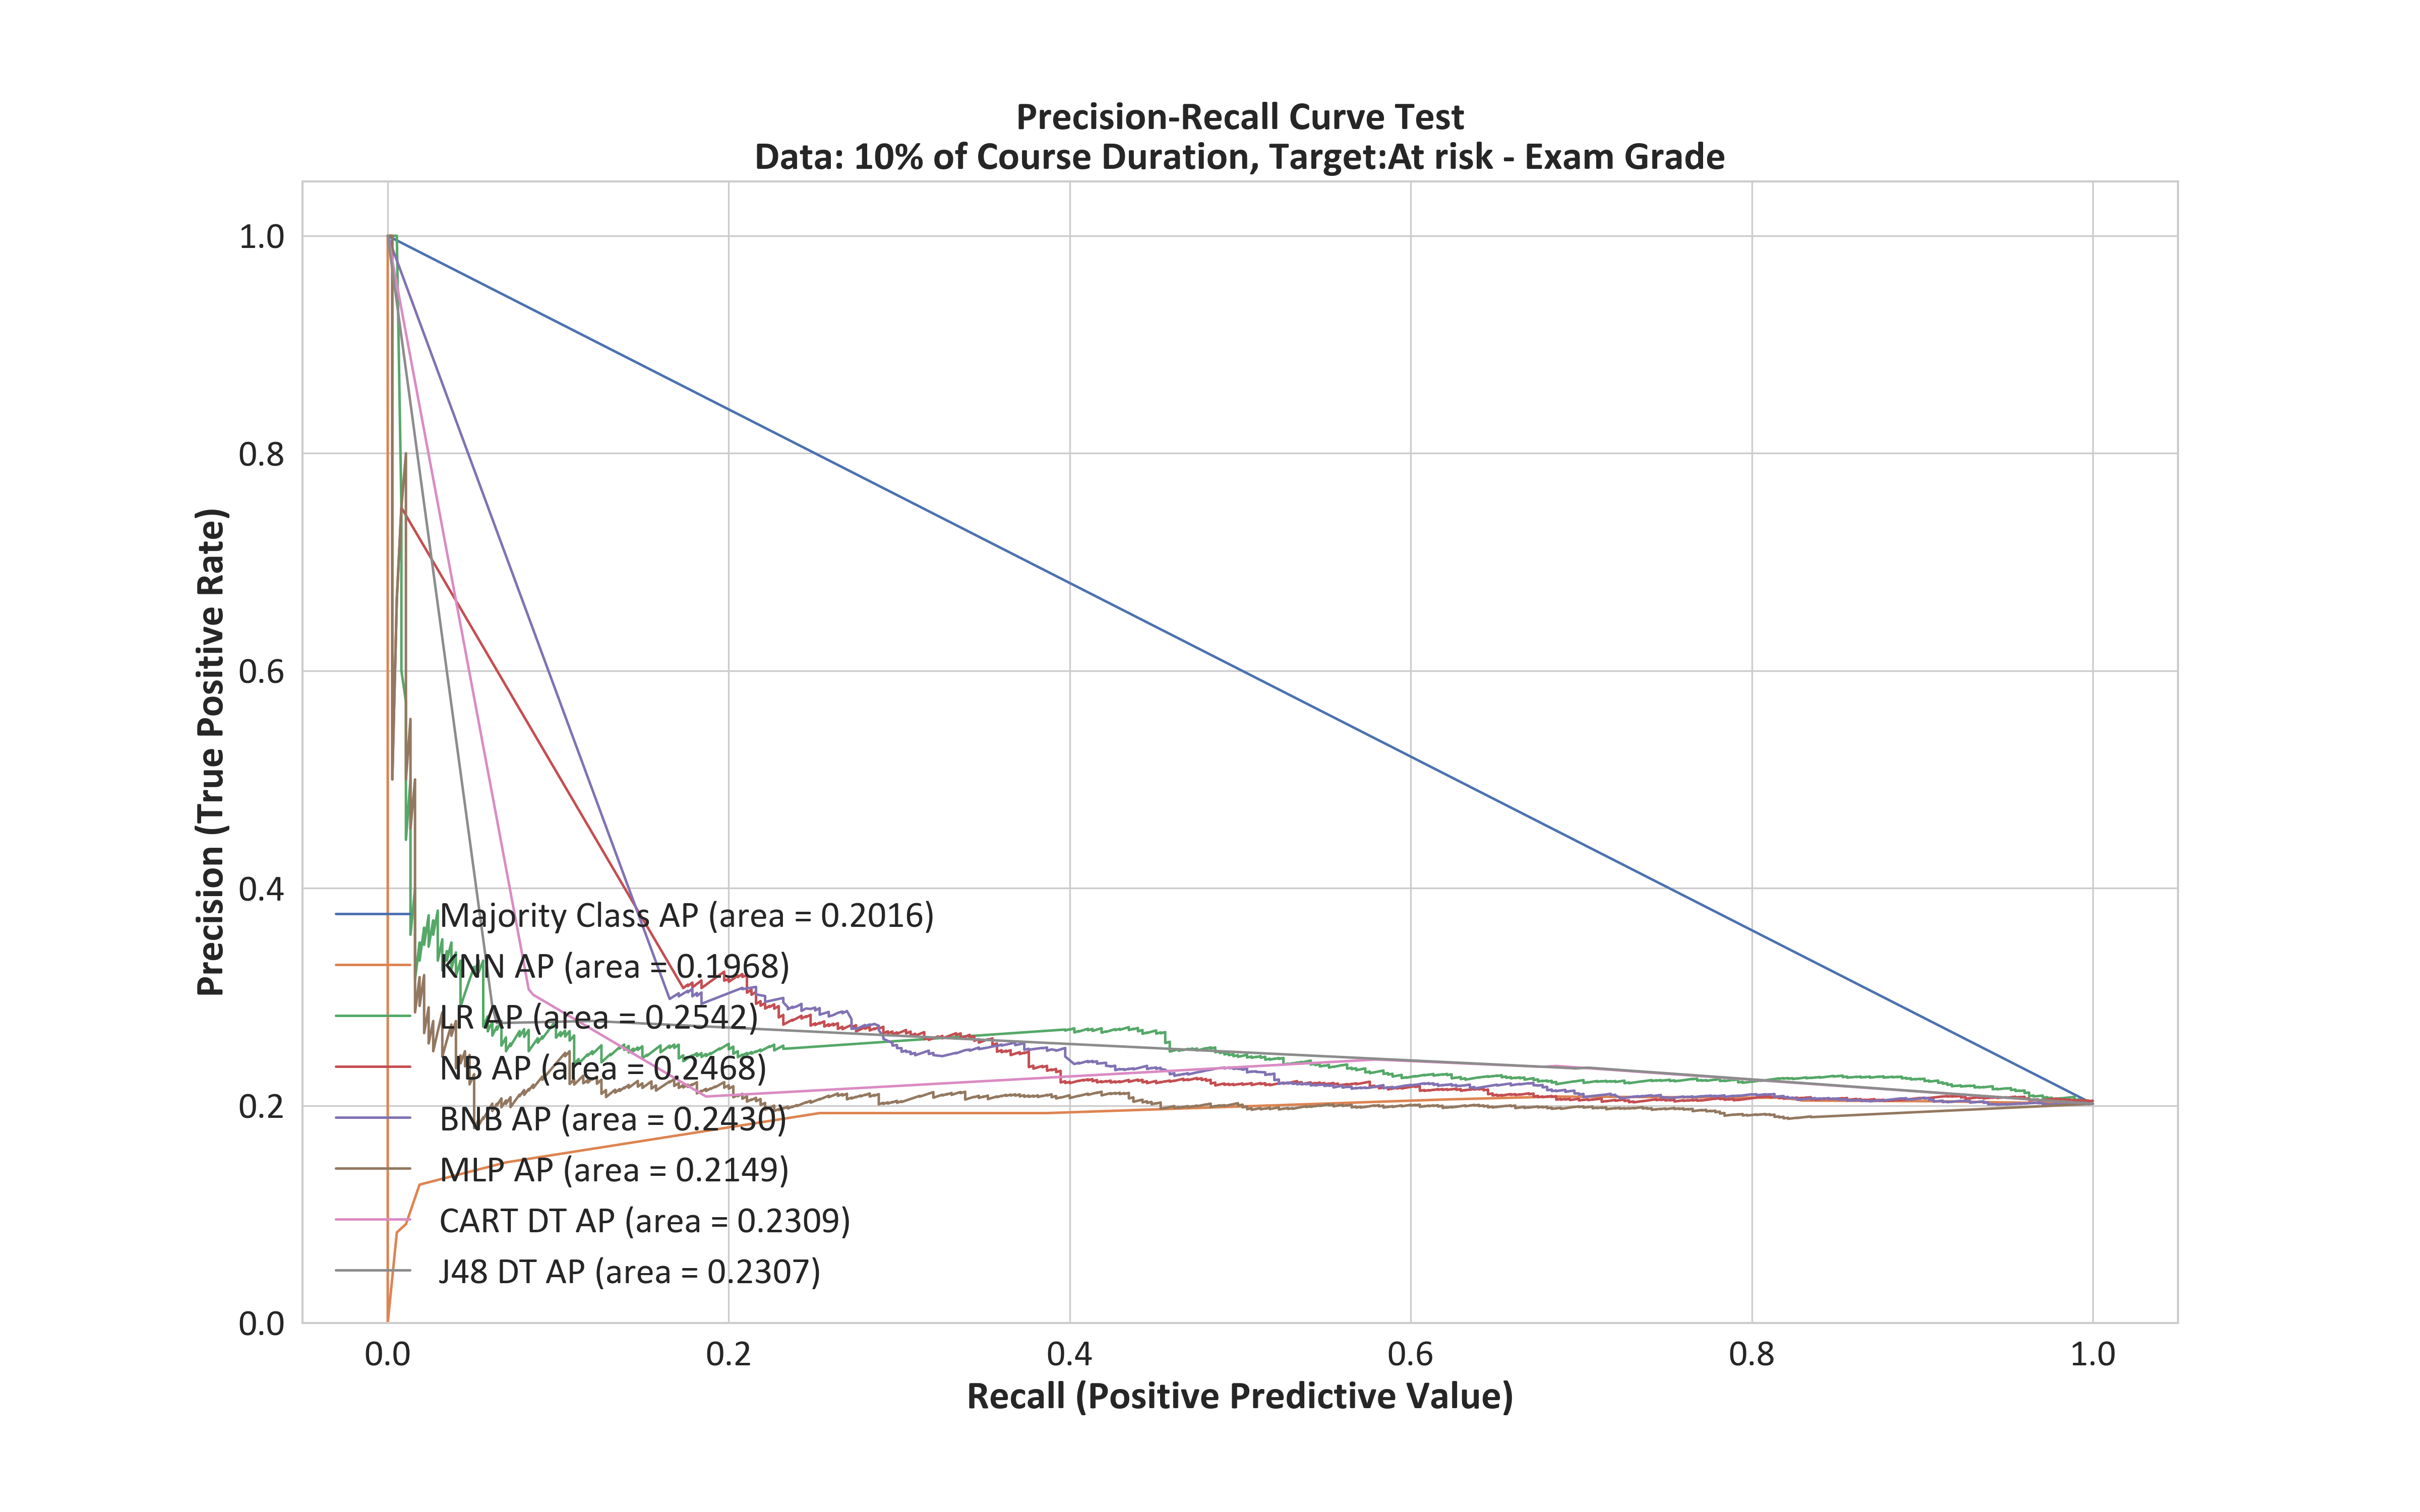 Precision-Recall Curve Test
Data: 10% of Course Duration, Target:At risk - Exam Grade
Precision (True Positive Rate)
1.0
0.8
0.6
0.4
0.2
0.0
Majority Class AP (area = 0.2016)
KNN AP (area = 0.1968)
LR AP (area = 0.2542)
NB AP (area = 0.2468)
BNB AP (area = 0.2430)
MLP AP (area = 0.2149)
CART DT AP (area = 0.2309)
J48 DT AP (area = 0.2307)
0.0 0.2 0.4 0.6 0.8 1.0
Recall (Positive Predictive Value)